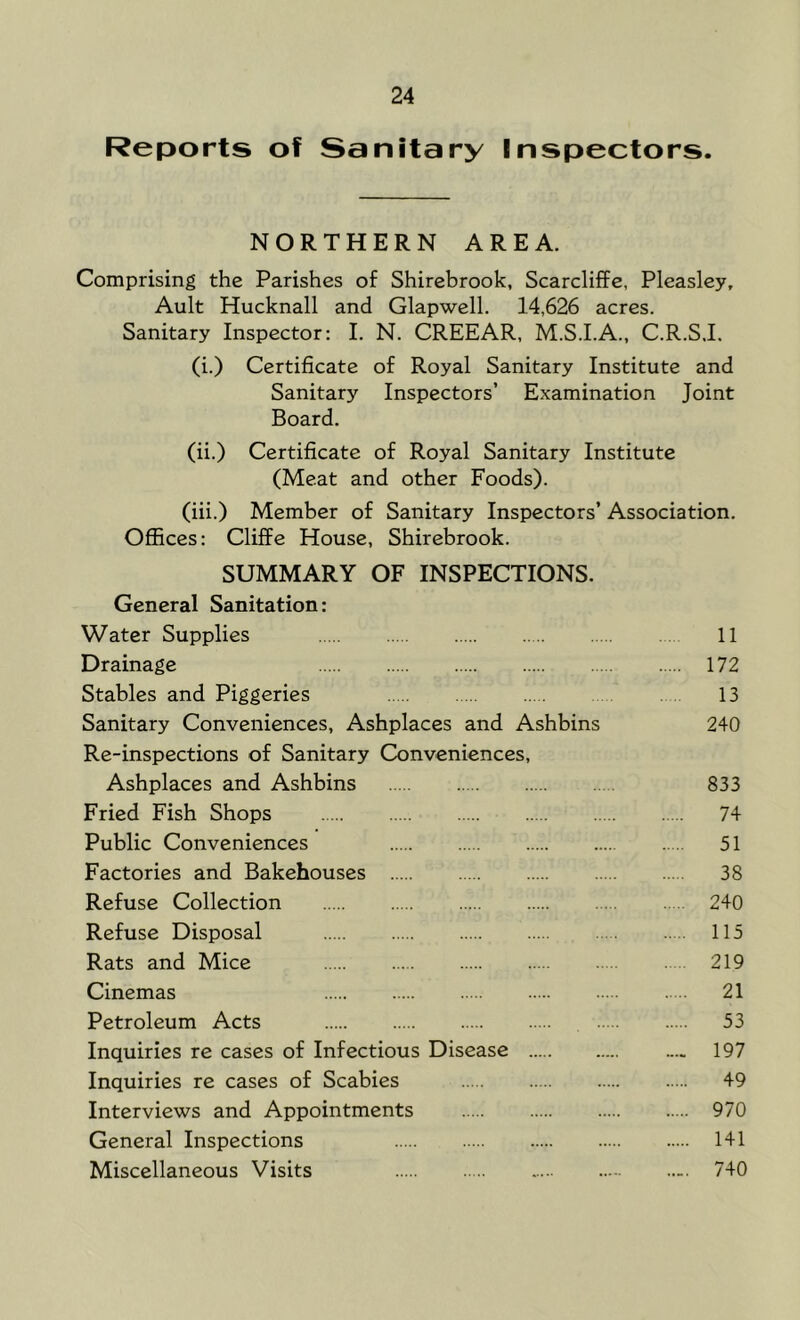 24
Reports of Sanitary Inspectors.
NORTHERN AREA.
Comprising the Parishes of Shirebrook, Scarcliffe, Pleasley,
Ault Hucknall and Glapwell. 14,626 acres.
Sanitary Inspector: I. N. CREEAR, M.S.I.A., C.R.S.I.
(i.) Certificate of Royal Sanitary Institute and
Sanitary Inspectors' Examination Joint
Board.
(ii.) Certificate of Royal Sanitary Institute
(Meat and other Foods).
(iii.) Member of Sanitary Inspectors' Association.
Offices: Cliffe House, Shirebrook.
SUMMARY OF INSPECTIONS.
General Sanitation:
Water Supplies ..... ..... ..... ..... ..... ..... 11
Drainage ..... ..... ..... ..... ..... ..... 172
Stables and Piggeries ..... ..... ..... ..... ..... 13
Sanitary Conveniences, Ashplaces and Ashbins 240
Re-inspections of Sanitary Conveniences,
Ashplaces and Ashbins ..... ..... ..... ..... 833
Fried Fish Shops ..... ..... ..... ..... ..... ..... 74
Public Conveniences ..... ..... ..... ..... ..... 51
Factories and Bakehouses ..... ..... ..... ..... ..... 38
Refuse Collection ..... ..... ..... ..... ..... ..... 240
Refuse Disposal ..... ..... ..... ..... ..... ..... 115
Rats and Mice ..... ..... ..... ..... ..... ..... 219
Cinemas ..... ..... ..... ..... ..... ..... 21
Petroleum Acts ..... ..... ..... ..... ..... ..... 53
Inquiries re cases of Infectious Disease ..... ..... ..... 197
Inquiries re cases of Scabies ..... ..... ..... ..... 49
Interviews and Appointments ..... ..... ..... ..... 970
General Inspections ..... ..... ..... ..... ..... 141
Miscellaneous Visits ..... ..... ..... ..... ..... 740